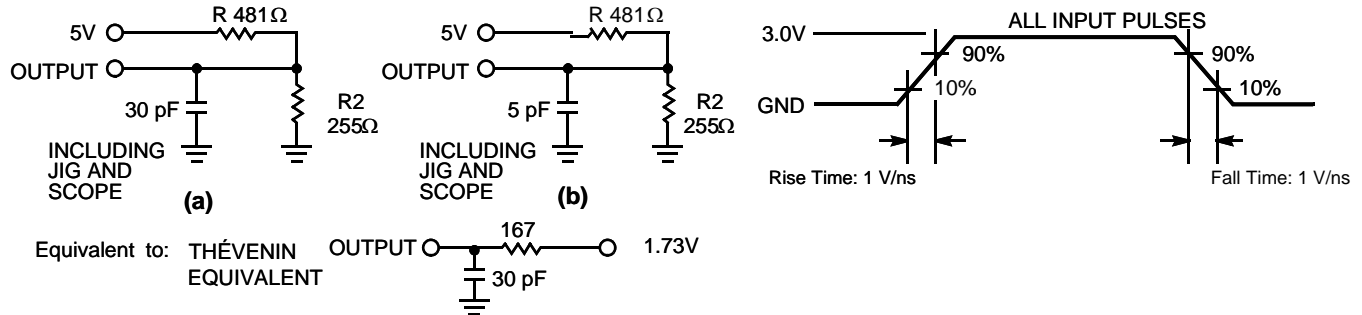 R 481Ω
5V
OUTPUT
30 pF
R2
255Ω
INCLUDING
JIG AND
SCOPE
(a)
R 481Ω
5V
OUTPUT
5 pF
R2
255Ω
INCLUDING
JIG AND
SCOPE
(b)
ALL INPUT PULSES
3.0V
90%
10%
GND
90%
10%
Rise Time: 1 V/ns
Fall Time: 1 V/ns
Equivalent to: THÉVENIN
EQUIVALENT
OUTPUT
167
1.73V
30 pF